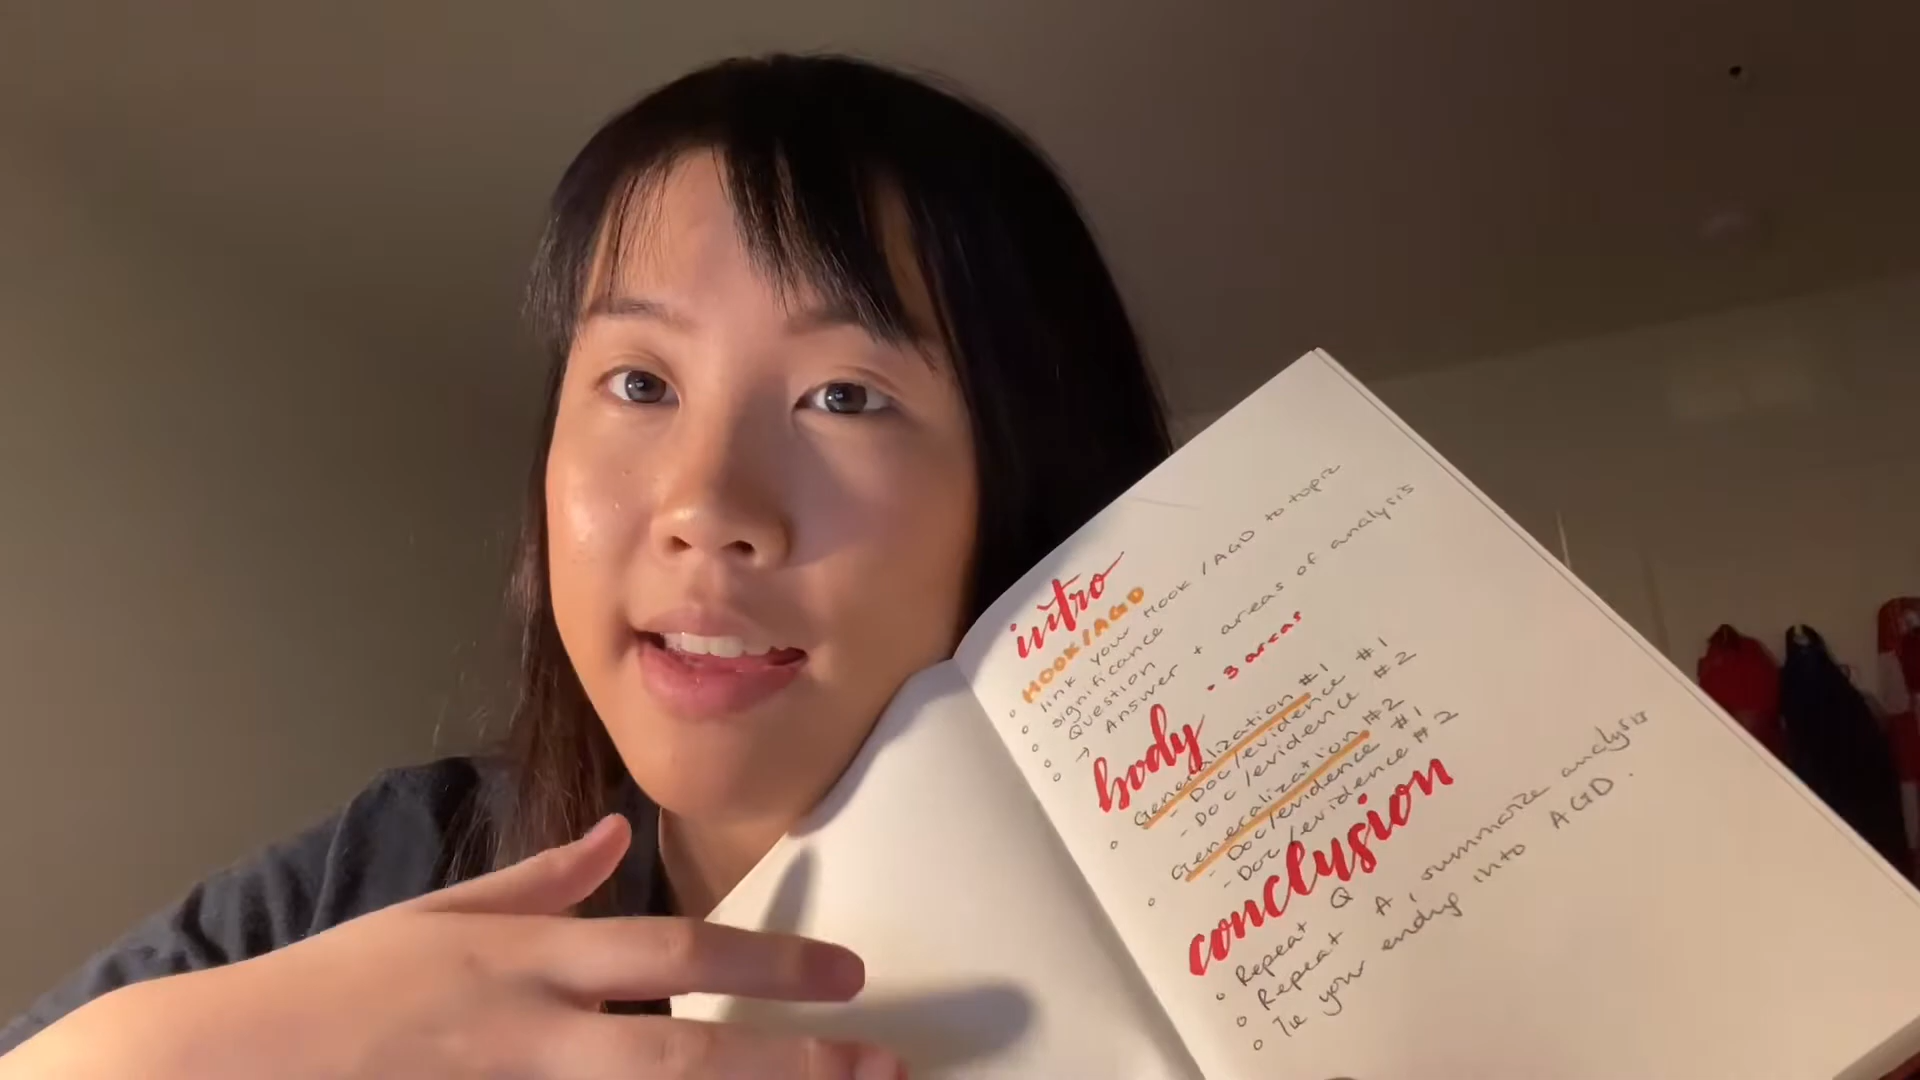 intro
HOOK/AGD
link your Hook / AGD to topic
significance
Question
→ Answer + areas of analysis
body • 3 areas
Generalization #1
- Doc/evidence #1
- Doc/evidence #2
Generalization #2
- Doc/evidence #1
- Doc/evidence #2
conclusion
Repeat Q
Repeat A, summarize analysis
Tie your ending into AGD.